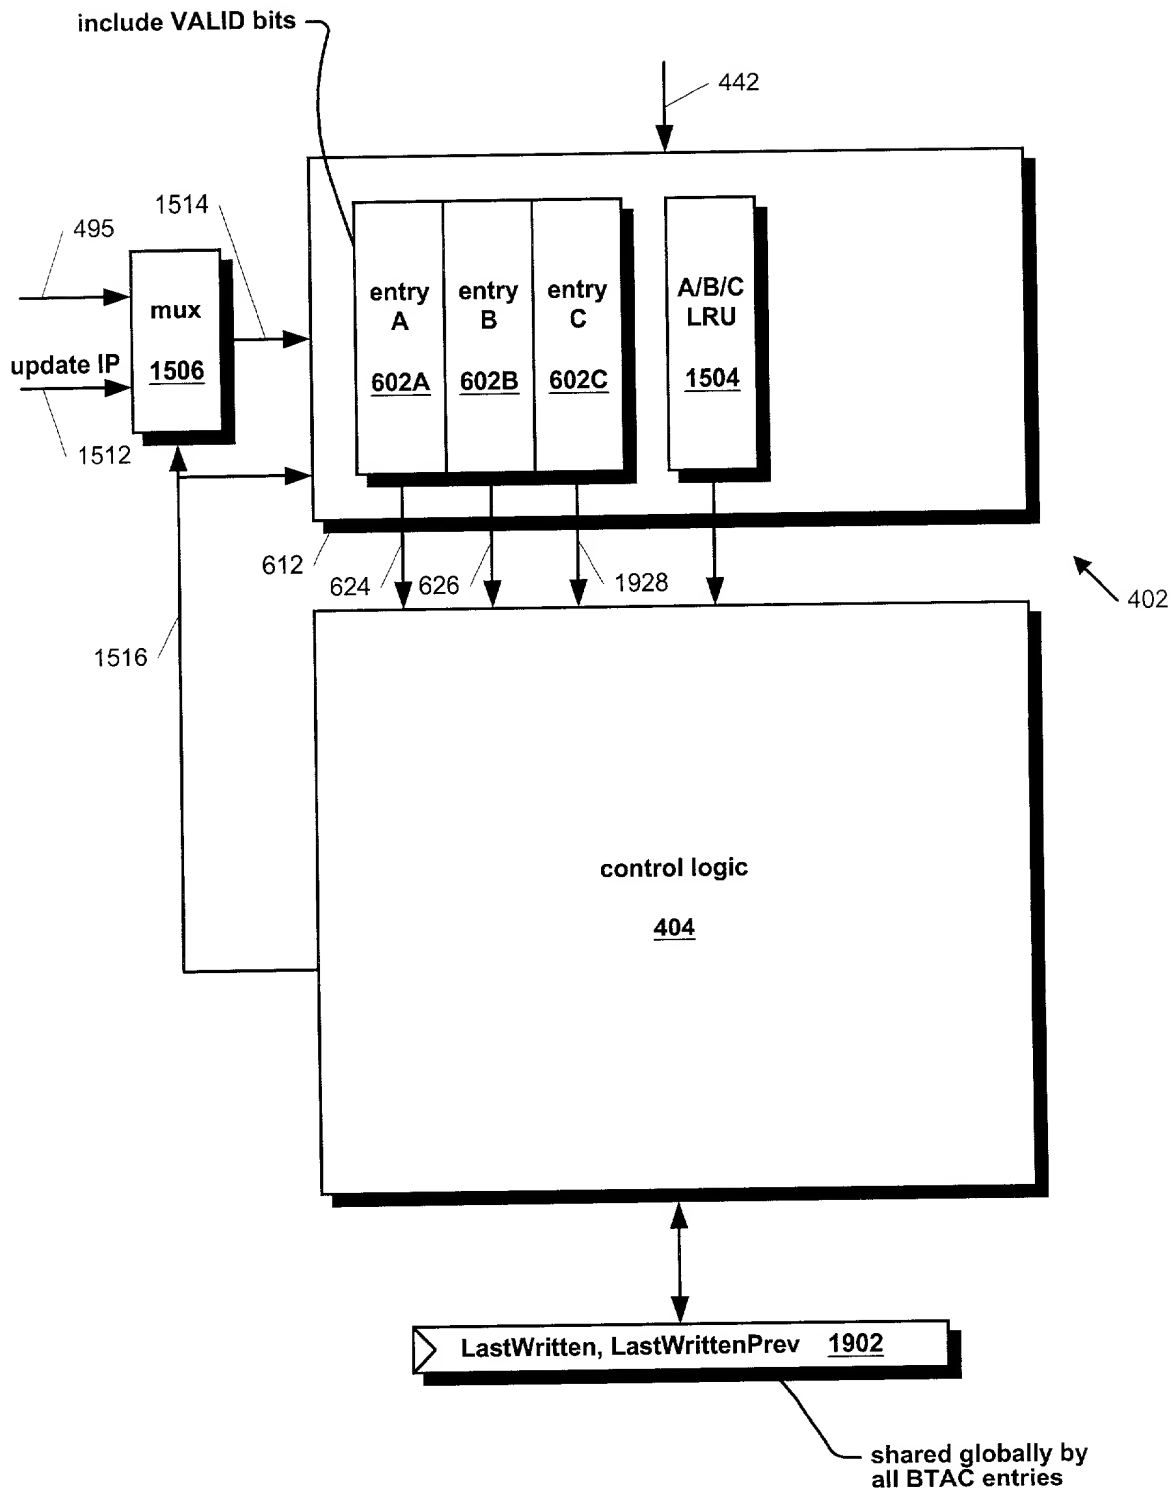 include VALID bits
442
1514
495
mux
1506
update IP
1512
entry
A
602A
entry
B
602B
entry
C
602C
A/B/C
LRU
1504
612
624
626
1928
402
1516
control logic
404
LastWritten, LastWrittenPrev 1902
shared globally by
all BTAC entries